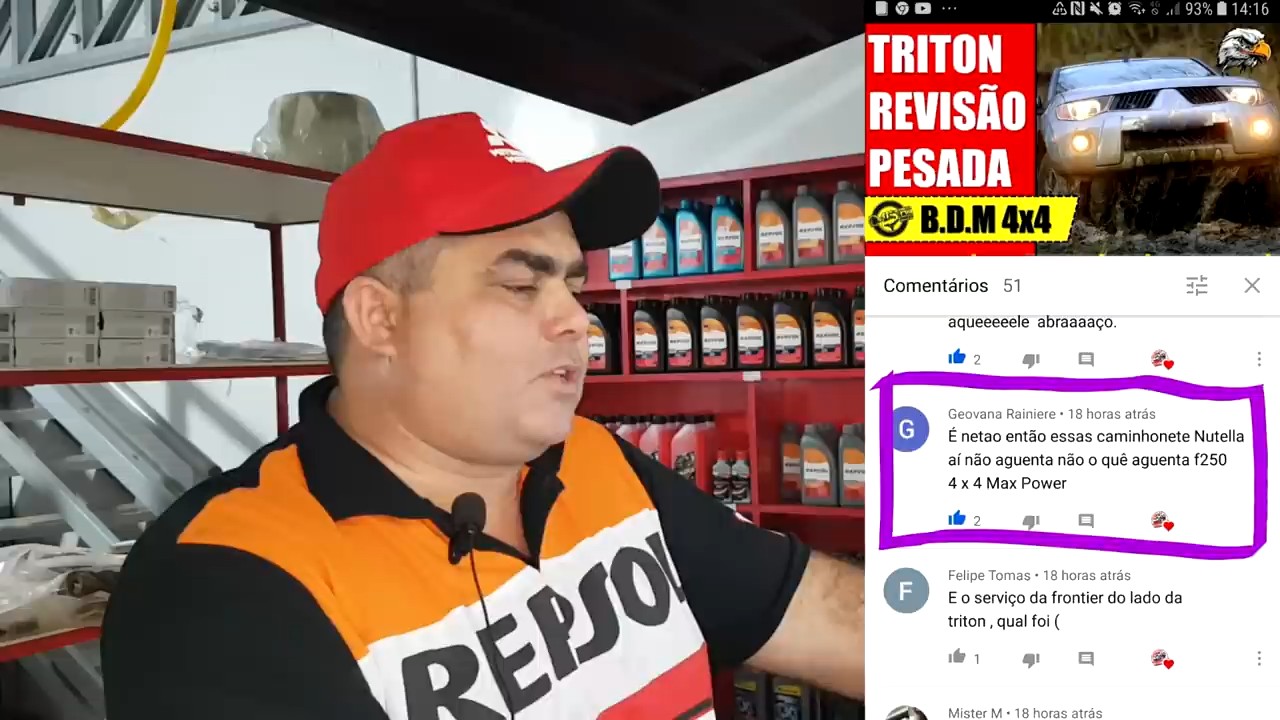 REPSOL
14:16
93%
TRITON
REVISÃO
PESADA
B.D.M 4x4
Comentários 51
aqueeeeele abraaaaço.
2
G
Geovana Rainiere • 18 horas atrás
É netao então essas caminhonete Nutella
aí não aguenta não o quê aguenta f250
4 x 4 Max Power
2
F
Felipe Tomas • 18 horas atrás
E o serviço da frontier do lado da
triton , qual foi (
1
Mister M • 18 horas atrás